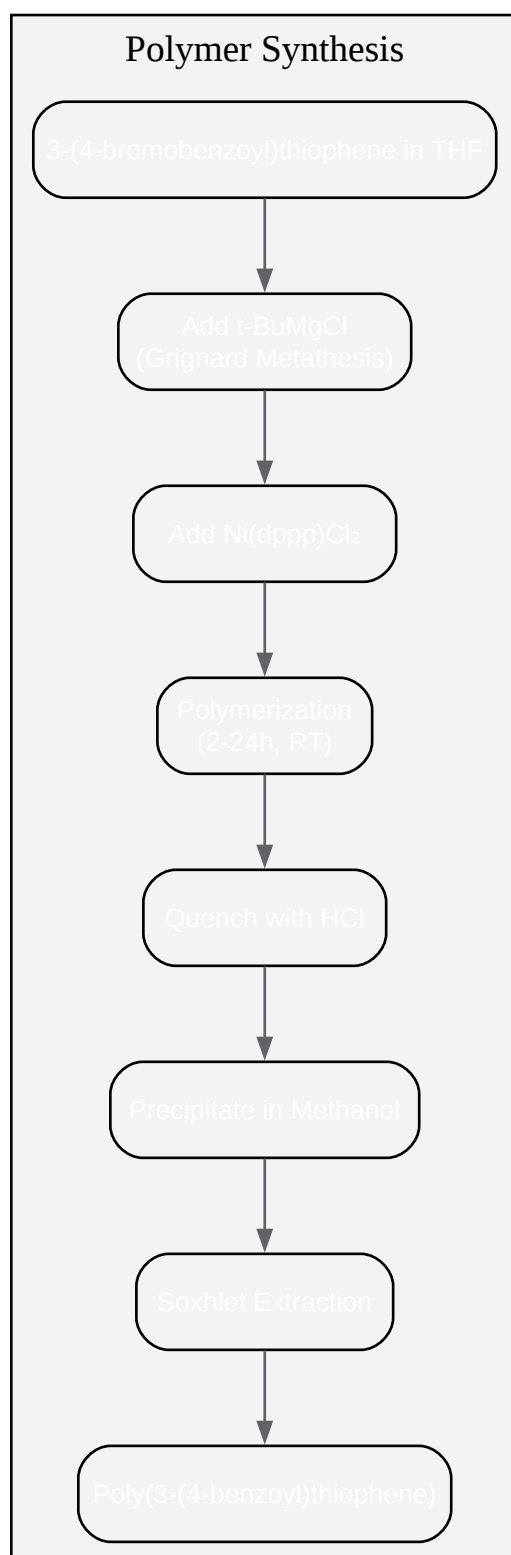 Polymer Synthesis
3-(4-bromobenzoyl)thiophene in THF
Add t-BuMgCl
(Grignard Metathesis)
Add Ni(dppp)Cl₂
Polymerization
(2-24h, RT)
Quench with HCl
Precipitate in Methanol
Soxhlet Extraction
Poly(3-(4-benzoyl)thiophene)